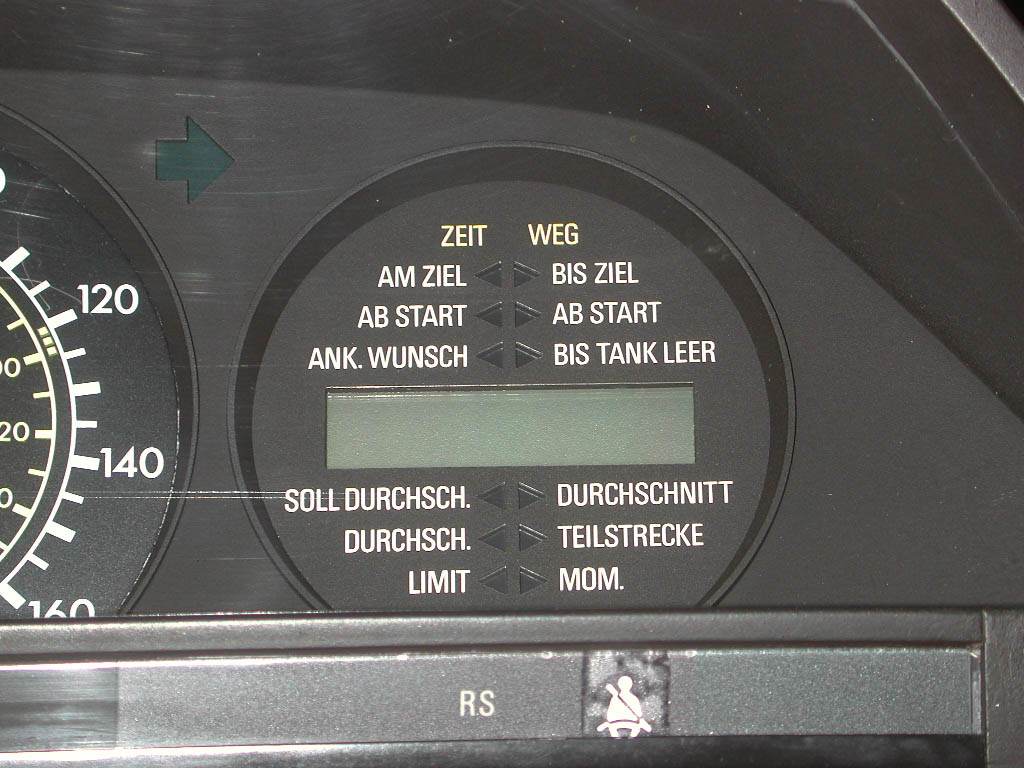 ZEIT WEG
AM ZIEL BIS ZIEL
AB START AB START
ANK. WUNSCH BIS TANK LEER
SOLL DURCHSCH. DURCHSCHNITT
DURCHSCH. TEILSTRECKE
LIMIT MOM.
120
140
160
R.S